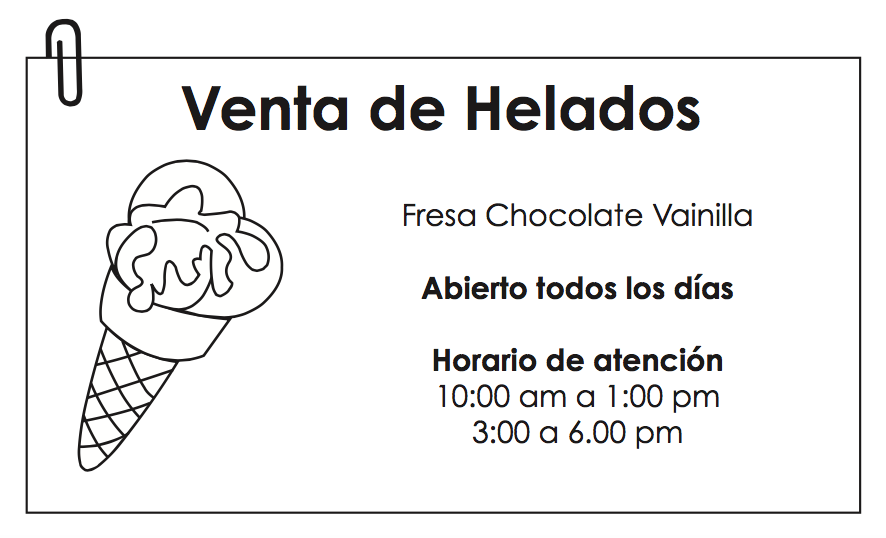 Venta de Helados
Fresa Chocolate Vainilla
Abierto todos los días
Horario de atención
10:00 am a 1:00 pm
3:00 a 6.00 pm